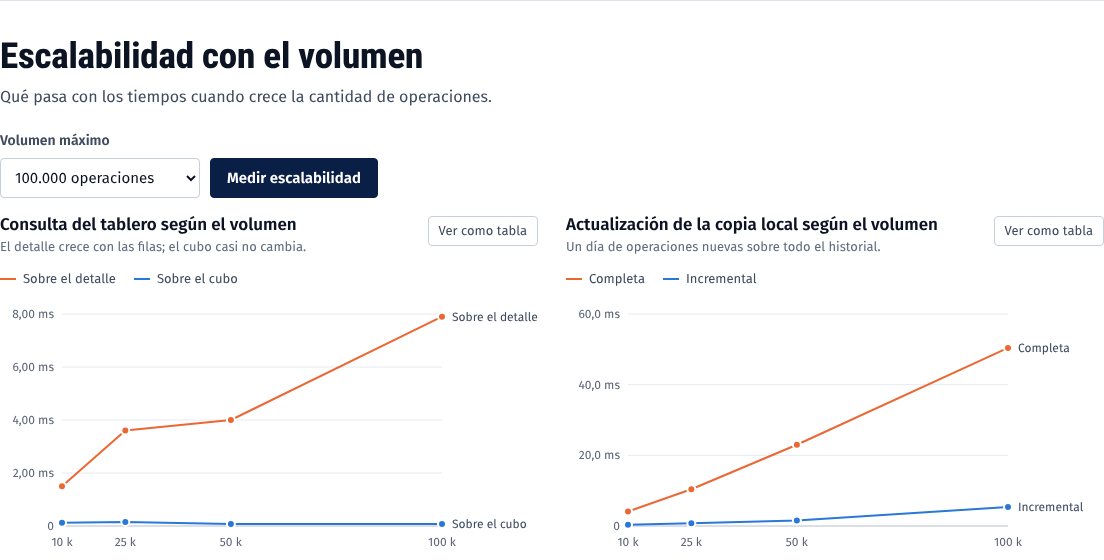 Escalabilidad con el volumen
Qué pasa con los tiempos cuando crece la cantidad de operaciones.
Volumen máximo
100.000 operaciones
Medir escalabilidad
Consulta del tablero según el volumen
Ver como tabla
El detalle crece con las filas; el cubo casi no cambia.
Sobre el detalle
Sobre el cubo
8,00 ms
6,00 ms
4,00 ms
2,00 ms
0
10 k
25 k
50 k
100 k
Sobre el detalle
Sobre el cubo
Actualización de la copia local según el volumen
Ver como tabla
Un día de operaciones nuevas sobre todo el historial.
Completa
Incremental
60,0 ms
40,0 ms
20,0 ms
0
10 k
25 k
50 k
100 k
Completa
Incremental